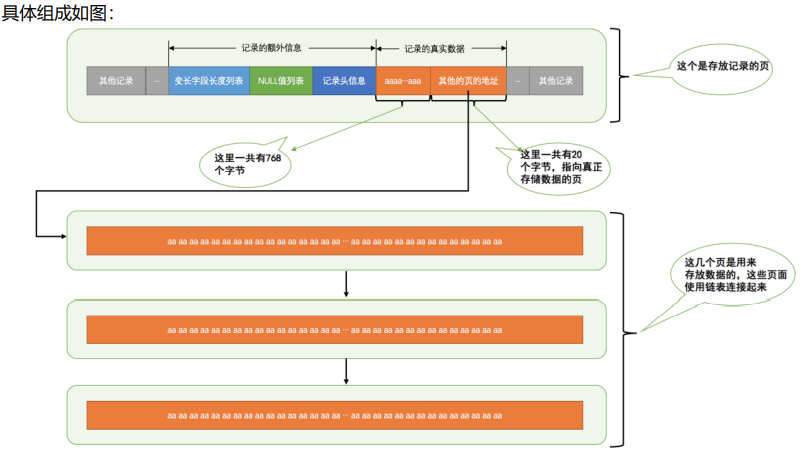 具体组成如图：
记录的额外信息
记录的真实数据
其他记录
...
变长字段长度列表
NULL值列表
记录头信息
aaaa···aaa
其他的页的地址
...
其他记录
这个是存放记录的页
这里一共有768
个字节
这里一共有20
个字节，指向真正
存储数据的页
aa aa aa aa aa aa aa aa aa aa aa aa aa aa aa aa ··· aa aa aa aa aa aa aa aa aa aa aa aa aa aa
这几个页是用来
存放数据的，这些页面
使用链表连接起来
aa aa aa aa aa aa aa aa aa aa aa aa aa aa aa aa ··· aa aa aa aa aa aa aa aa aa aa aa aa aa aa
aa aa aa aa aa aa aa aa aa aa aa aa aa aa aa aa ··· aa aa aa aa aa aa aa aa aa aa aa aa aa aa